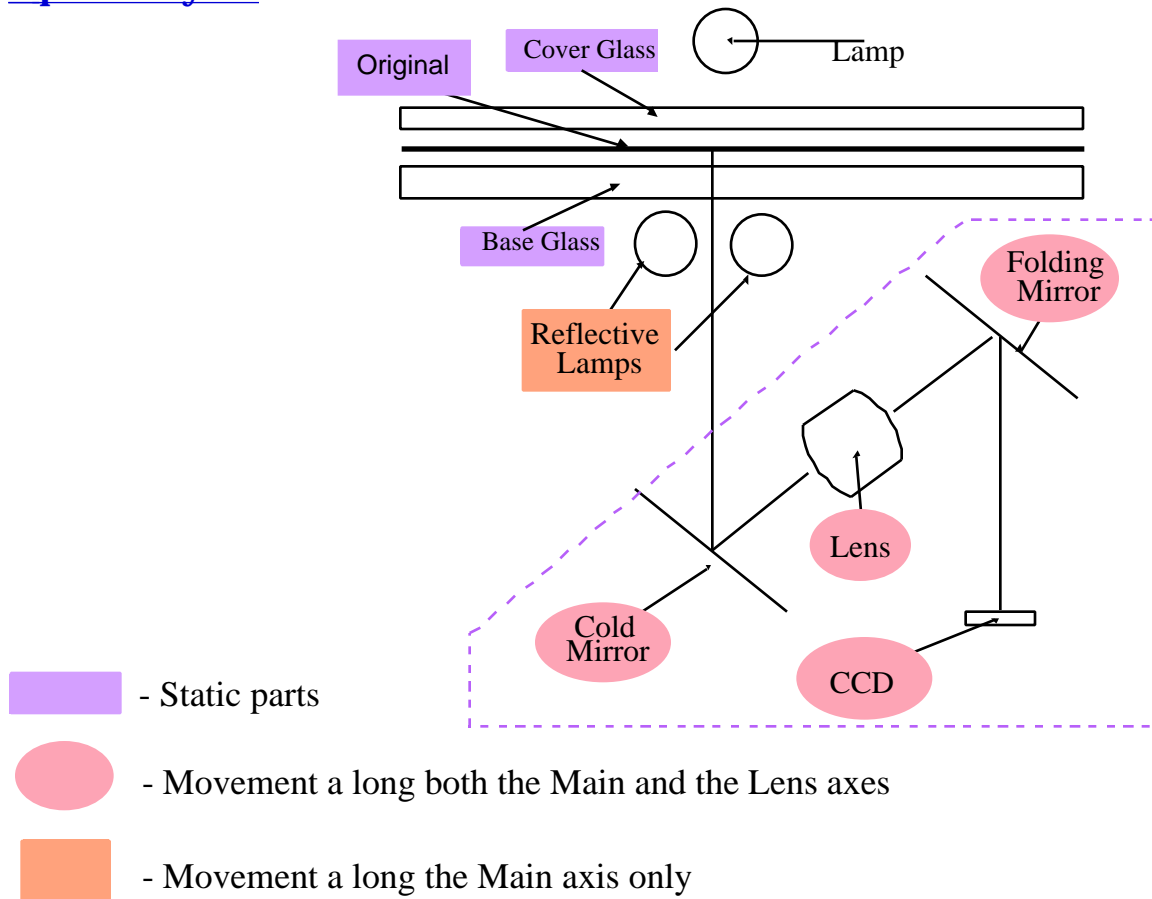 Cover Glass
Lamp
Original
Base Glass
Folding
Mirror
Reflective
Lamps
Lens
Cold
Mirror
CCD
- Static parts
- Movement a long both the Main and the Lens axes
- Movement a long the Main axis only